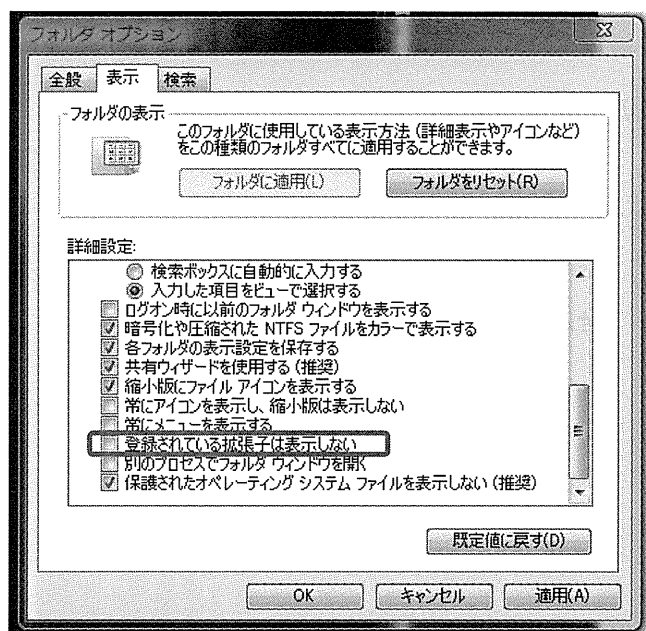 フォルダ オプション
全般 表示 検索
フォルダの表示
このフォルダに使用している表示方法（詳細表示やアイコンなど）
をこの種類のフォルダすべてに適用することができます。
フォルダに適用(L) フォルダをリセット(R)
詳細設定:
検索ボックスに自動的に入力する
入力した項目をビューで選択する
ログオン時に以前のフォルダ ウィンドウを表示する
暗号化や圧縮された NTFS ファイルをカラーで表示する
各フォルダの表示設定を保存する
共有ウィザードを使用する (推奨)
縮小版にファイル アイコンを表示する
常にアイコンを表示し、縮小版は表示しない
常にメニューを表示する
登録されている拡張子は表示しない
別のプロセスでフォルダ ウィンドウを開く
保護されたオペレーティング システム ファイルを表示しない (推奨)
既定値に戻す(D)
OK キャンセル 適用(A)